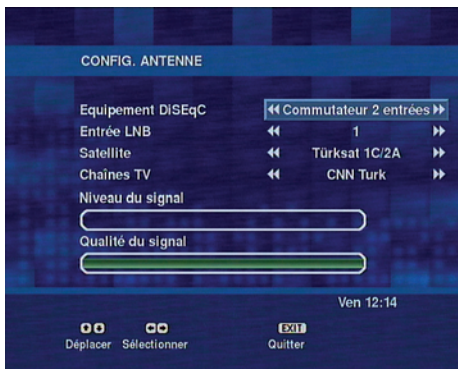 CONFIG. ANTENNE
Equipement DiSEqC Commutateur 2 entrées
Entrée LNB 1
Satellite Türksat 1C/2A
Chaînes TV CNN Turk
Niveau du signal
Qualité du signal
Ven 12:14
EXIT
Déplacer Sélectionner Quitter